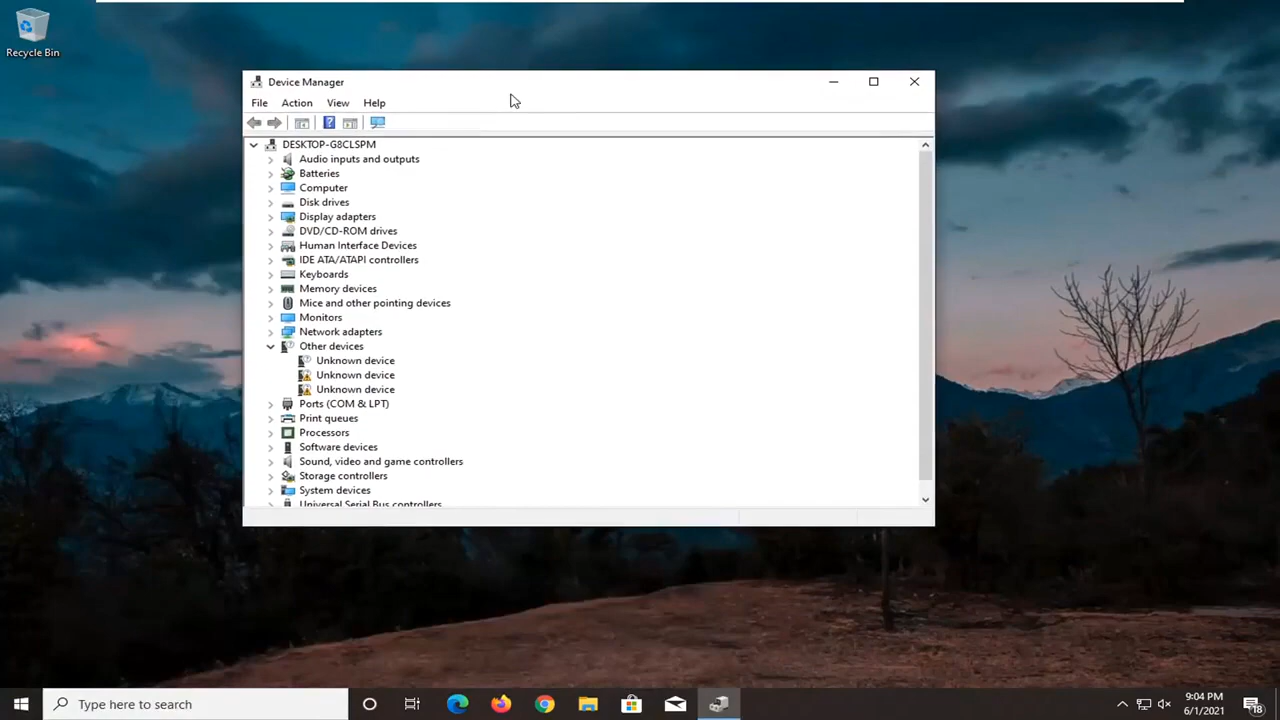 Recycle Bin
Device Manager
File Action View Help
DESKTOP-G8CLSPM
Audio inputs and outputs
Batteries
Computer
Disk drives
Display adapters
DVD/CD-ROM drives
Human Interface Devices
IDE ATA/ATAPI controllers
Keyboards
Memory devices
Mice and other pointing devices
Monitors
Network adapters
Other devices
Unknown device
Unknown device
Unknown device
Ports (COM & LPT)
Print queues
Processors
Software devices
Sound, video and game controllers
Storage controllers
System devices
Universal Serial Bus controllers
Type here to search
9:04 PM
6/1/2021
18